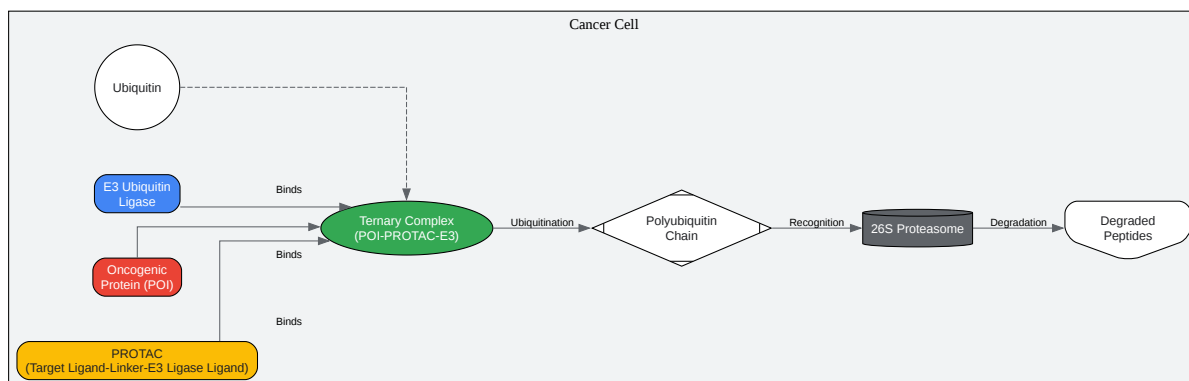 Cancer Cell
Ubiquitin
E3 Ubiquitin
Ligase
Binds
Ternary Complex
(POI-PROTAC-E3)
Ubiquitination
Polyubiquitin
Chain
Recognition
26S Proteasome
Degradation
Degraded
Peptides
Oncogenic
Protein (POI)
Binds
Binds
PROTAC
(Target Ligand-Linker-E3 Ligase Ligand)